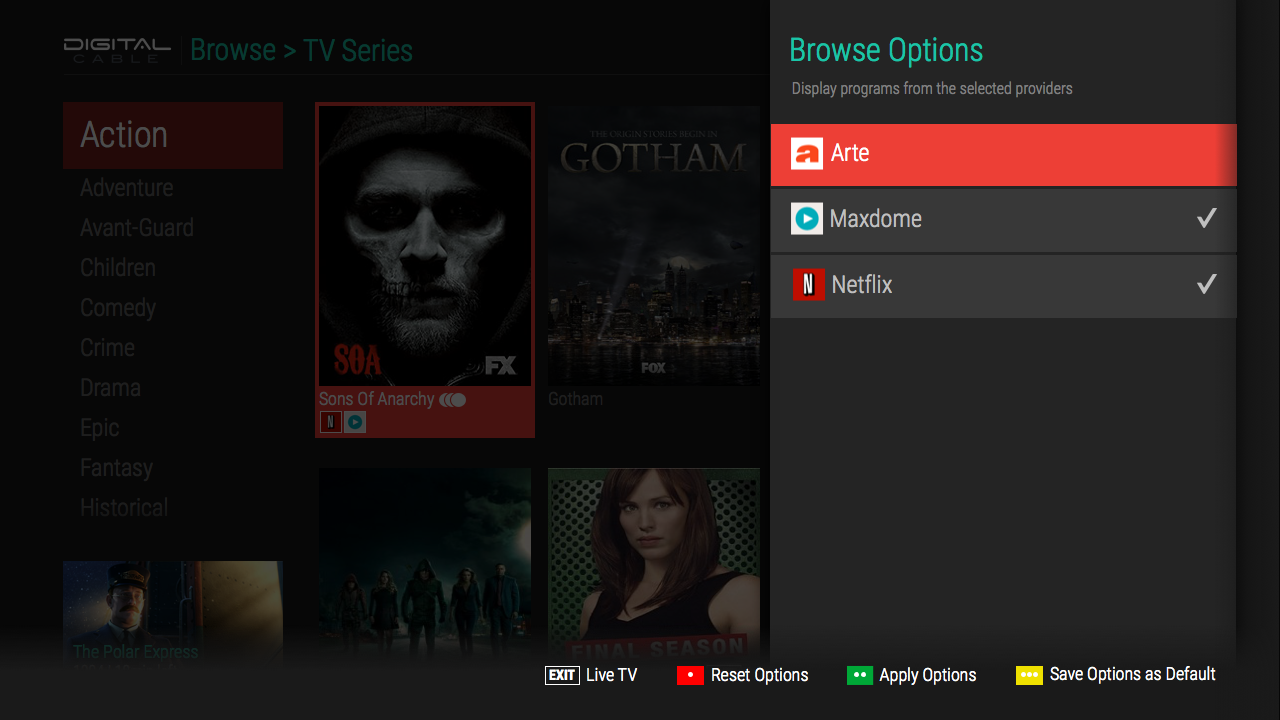 DIGITAL
CABLE
Browse > TV Series
Action
Adventure
Avant-Guard
Children
Comedy
Crime
Drama
Epic
Fantasy
Historical
The Polar Express
SOA
FX
Sons Of Anarchy
N
THE ORIGIN STORIES BEGIN IN
GOTHAM
FOX
Gotham
FINAL SEASON
Browse Options
Display programs from the selected providers
a Arte
Maxdome
N Netflix
EXIT Live TV
Reset Options
Apply Options
Save Options as Default